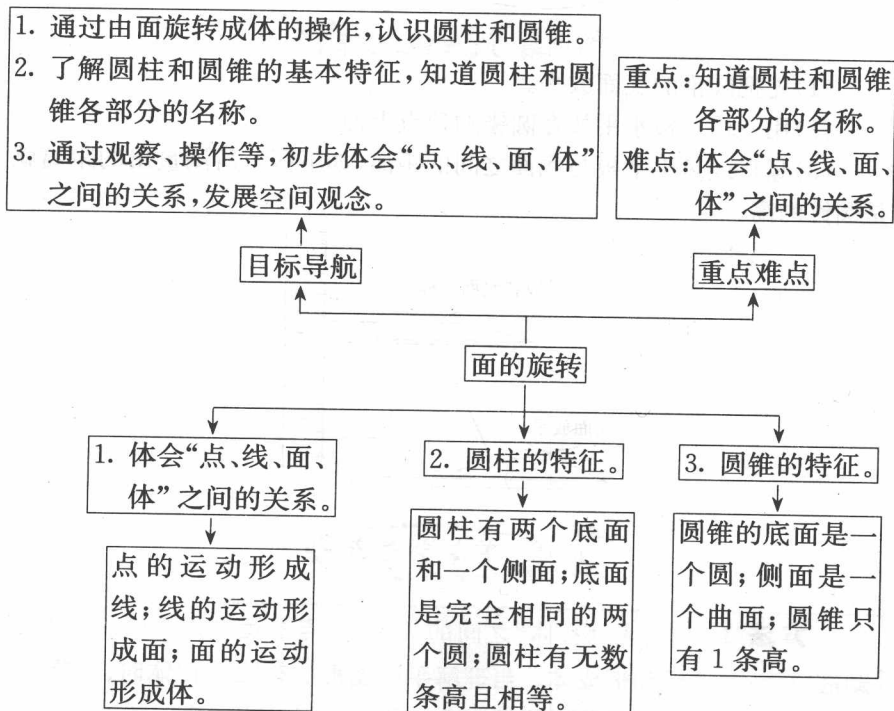 1. 通过由面旋转成体的操作,认识圆柱和圆锥。
2. 了解圆柱和圆锥的基本特征,知道圆柱和圆
锥各部分的名称。
3. 通过观察、操作等,初步体会“点、线、面、体”
之间的关系,发展空间观念。
重点:知道圆柱和圆锥
各部分的名称。
难点:体会“点、线、面、
体”之间的关系。
目标导航
重点难点
面的旋转
1. 体会“点、线、面、
体”之间的关系。
2. 圆柱的特征。
3. 圆锥的特征。
点的运动形成
线;线的运动形
成面;面的运动
形成体。
圆柱有两个底面
和一个侧面;底面
是完全相同的两
个圆;圆柱有无数
条高且相等。
圆锥的底面是一
个圆;侧面是一
个曲面;圆锥只
有1条高。